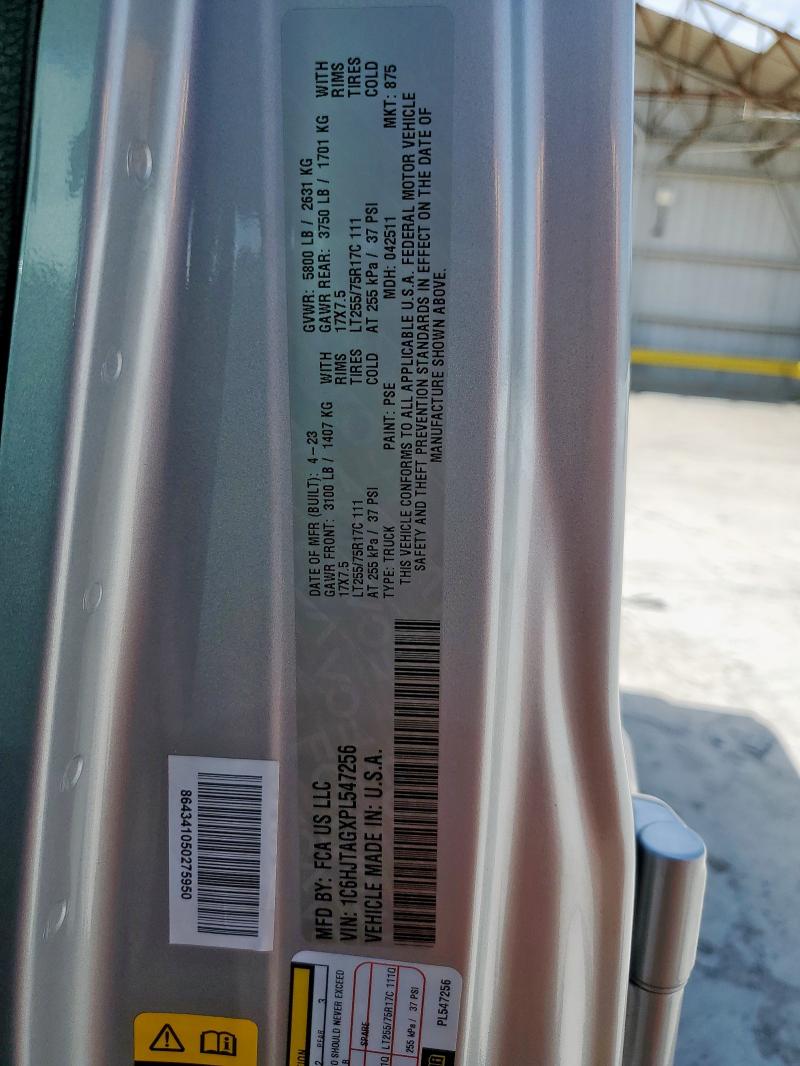 MFD BY: FCA US LLC
VIN: 1C6HJTAGXPL547256
VEHICLE MADE IN: U.S.A.
DATE OF MFR (BUILT): 4-23
GAWR FRONT: 3100 LB / 1407 KG WITH
17X7.5 RIMS
LT255/75R17C 111 TIRES
AT 255 kPa / 37 PSI COLD
GVWR: 5800 LB / 2631 KG
GAWR REAR: 3750 LB / 1701 KG WITH
17X7.5 RIMS
LT255/75R17C 111 TIRES
AT 255 kPa / 37 PSI COLD
TYPE: TRUCK PAINT: PSE MDH: 042511 MKT: 875
THIS VEHICLE CONFORMS TO ALL APPLICABLE U.S.A. FEDERAL MOTOR VEHICLE
SAFETY AND THEFT PREVENTION STANDARDS IN EFFECT ON THE DATE OF
MANUFACTURE SHOWN ABOVE.
864341050275950
2 REAR 3
SHOULD NEVER EXCEED
SPARE
LT255/75R17C 111Q
255 kPa / 37 PSI
PL547256